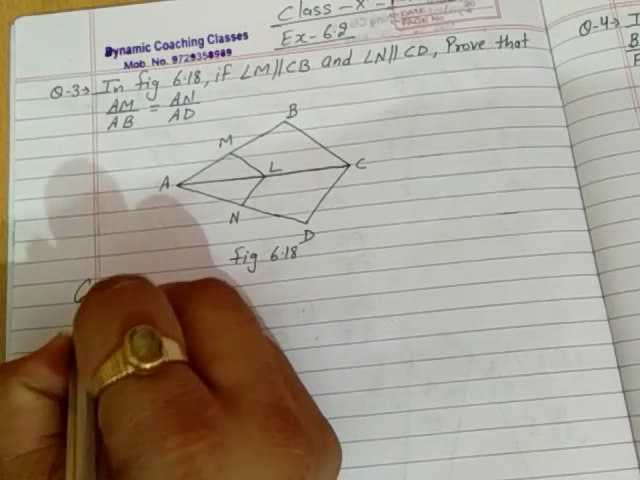 Class - X
Ex-6.2
Dynamic Coaching Classes
Mob. No. 9729358989
Q-3→ In fig 6.18, if LM||CB and LN||CD, Prove that
AM/AB = AN/AD
B
M
L
C
A
N
D
fig 6.18
Q-4→